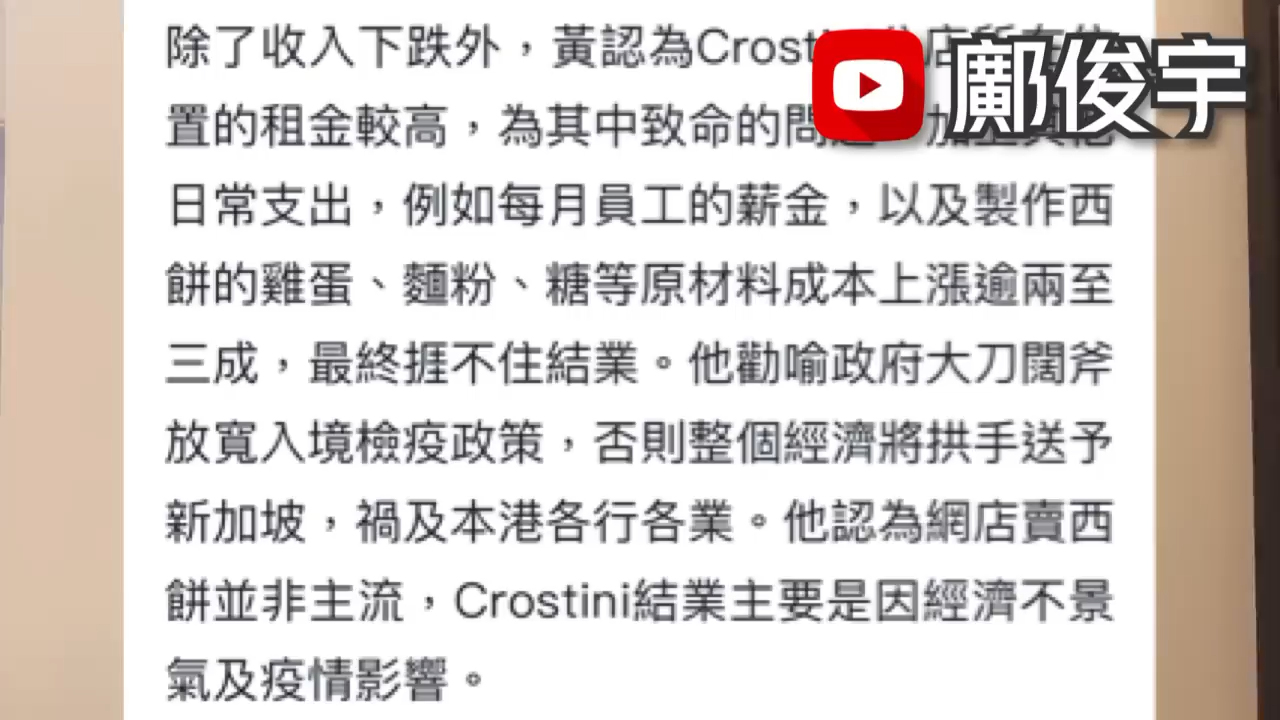 除了收入下跌外，黃認為Crost
鄺俊宇
置的租金較高，為其中致命的問
日常支出，例如每月員工的薪金，以及製作西
餅的雞蛋、麵粉、糖等原材料成本上漲逾兩至
三成，最終捱不住結業。他勸喻政府大刀闊斧
放寬入境檢疫政策，否則整個經濟將拱手送予
新加坡，禍及本港各行各業。他認為網店賣西
餅並非主流，Crostini結業主要是因經濟不景
氣及疫情影響。